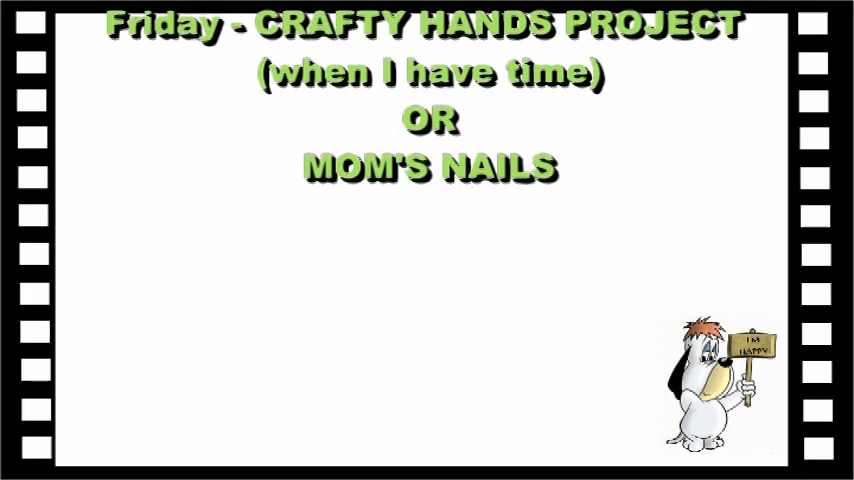 Friday - CRAFTY HANDS PROJECT
(when I have time)
OR
MOM'S NAILS
I'M
HAPPY